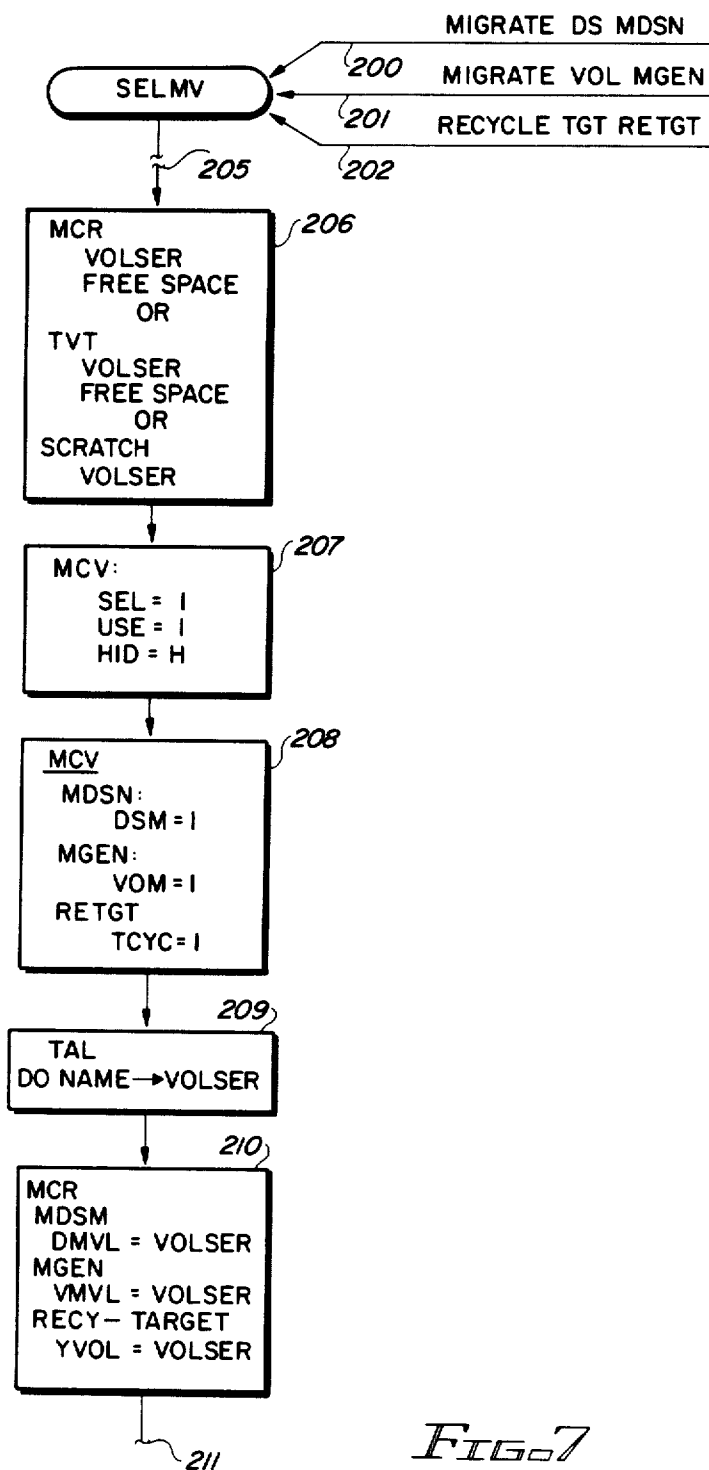 MIGRATE DS MDSN
200
SELMV
MIGRATE VOL MGEN
201
RECYCLE TGT RETGT
202
205
206
MCR
VOLSER
FREE SPACE
OR
TVT
VOLSER
FREE SPACE
OR
SCRATCH
VOLSER
207
MCV:
SEL = 1
USE = 1
HID = H
208
MCV
MDSN:
DSM = 1
MGEN:
VOM = 1
RETGT
TCYC = 1
209
TAL
DO NAME→VOLSER
210
MCR
MDSM
DMVL = VOLSER
MGEN
VMVL = VOLSER
RECY-TARGET
YVOL = VOLSER
211
FIG. 7